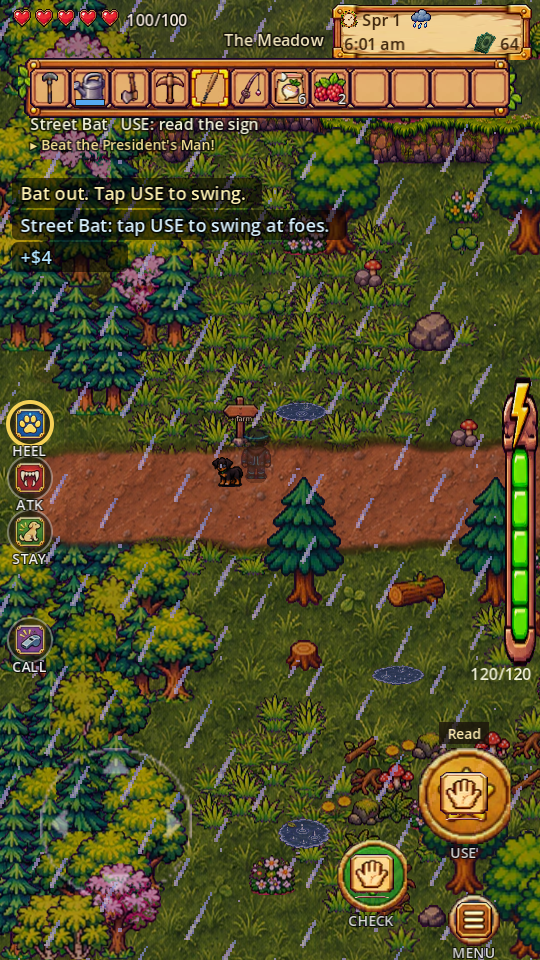 100/100
Spr 1
The Meadow
6:01 am
64
6
2
Street Bat USE: read the sign
▸ Beat the President's Man!
Bat out. Tap USE to swing.
Street Bat: tap USE to swing at foes.
+$4
farm
HEEL
ATK
STAY
CALL
120/120
Read
USE'
CHECK
MENU